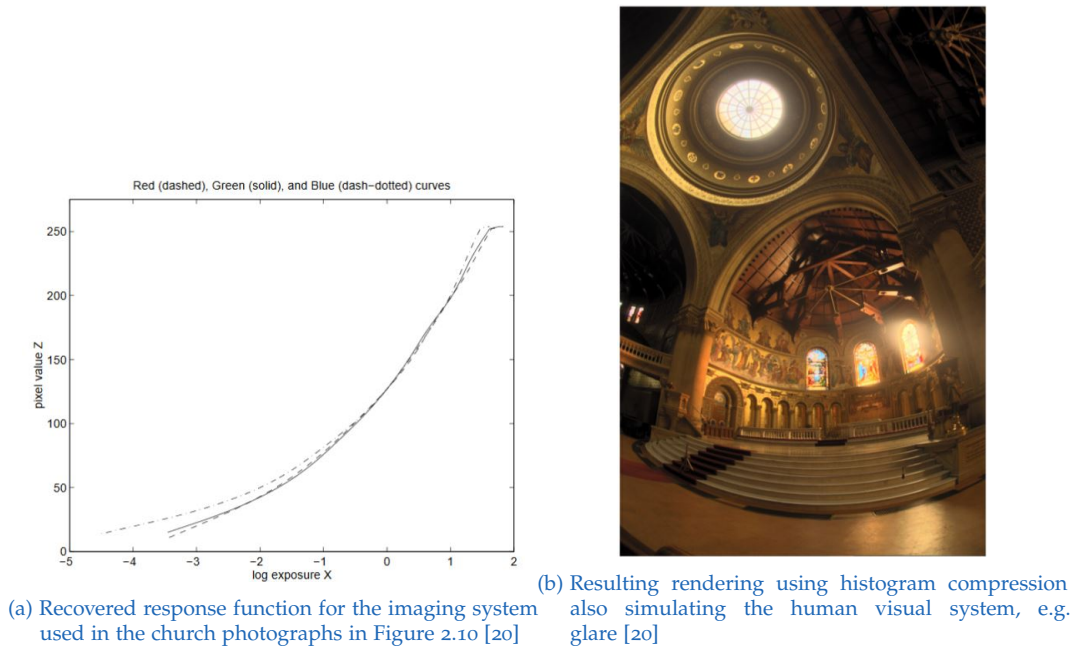 Red (dashed), Green (solid), and Blue (dash-dotted) curves
250
200
150
100
50
0
pixel value Z
-5 -4 -3 -2 -1 0 1 2
log exposure X
(a) Recovered response function for the imaging system
used in the church photographs in Figure 2.10 [20]
(b) Resulting rendering using histogram compression
also simulating the human visual system, e.g.
glare [20]